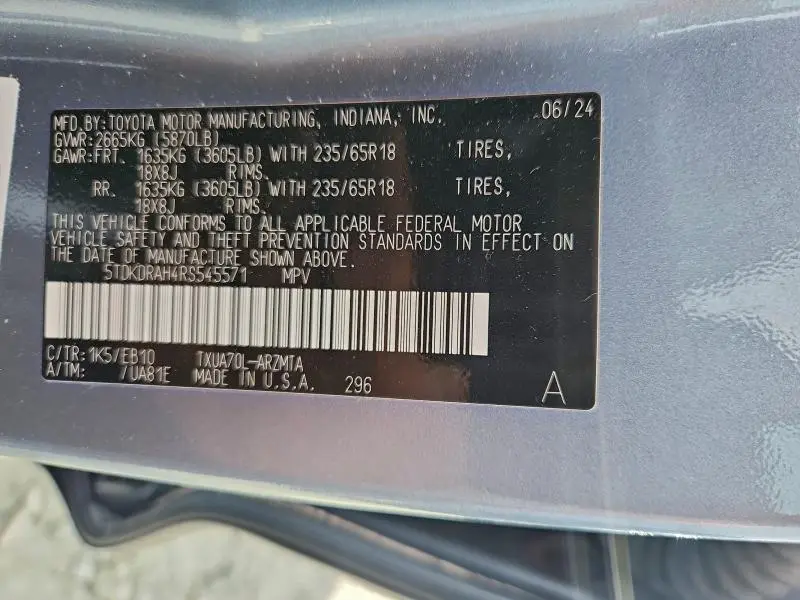 MFD.BY:TOYOTA MOTOR MANUFACTURING, INDIANA, INC. 06/24
GVWR:2665KG (5870LB)
GAWR:FRT. 1635KG (3605LB) WITH 235/65R18 TIRES,
18X8J RIMS.
RR. 1635KG (3605LB) WITH 235/65R18 TIRES,
18X8J RIMS.
THIS VEHICLE CONFORMS TO ALL APPLICABLE FEDERAL MOTOR
VEHICLE SAFETY AND THEFT PREVENTION STANDARDS IN EFFECT ON
THE DATE OF MANUFACTURE SHOWN ABOVE.
5TDKDRAH4RS545571 MPV
C/TR:1K5/EB10 TXUA70L-ARZMTA
A/TM: /UA81E MADE IN U.S.A. 296 A